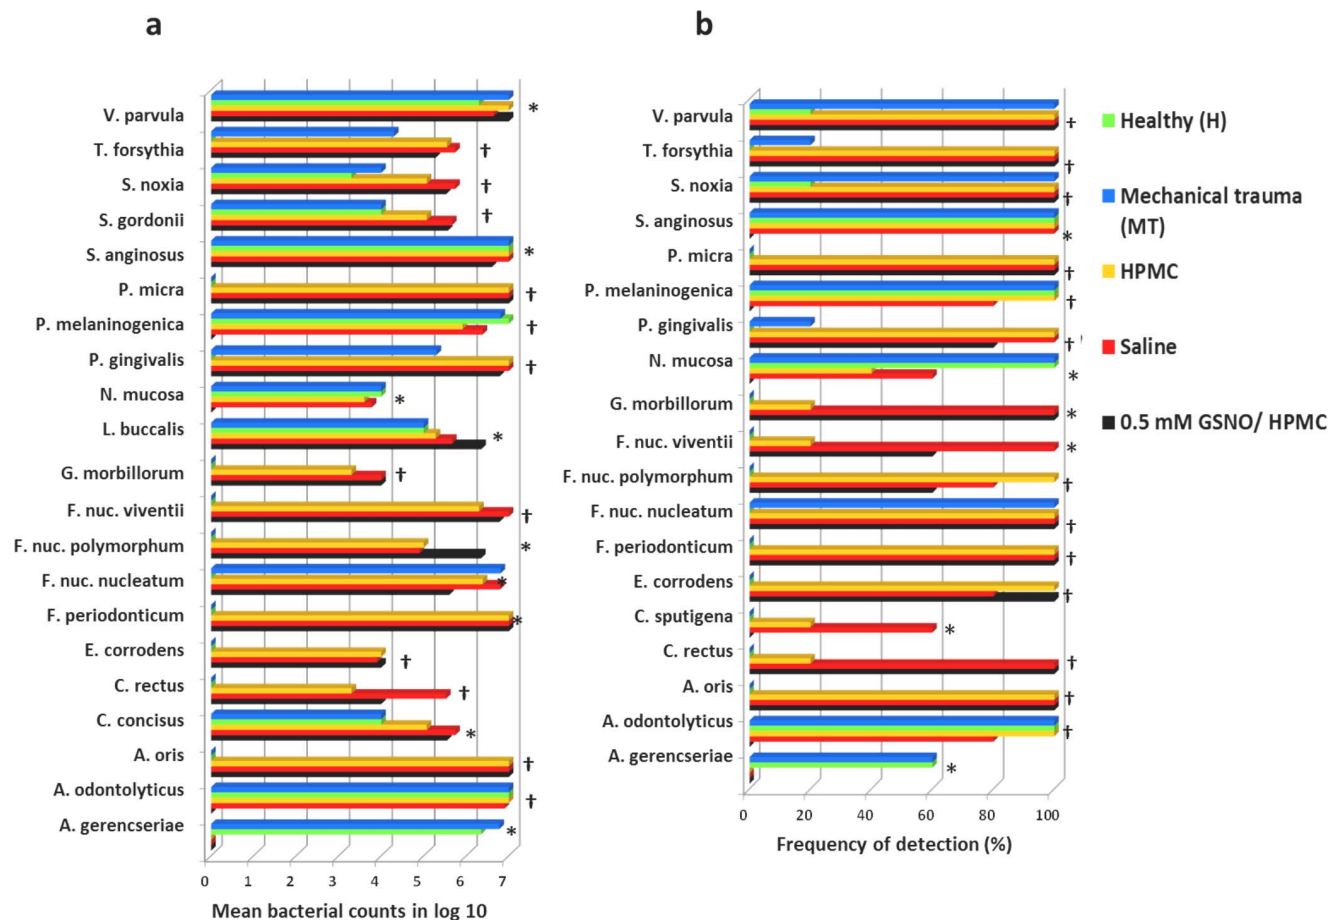 a
V. parvula *
T. forsythia †
S. noxia †
S. gordonii †
S. anginosus *
P. micra †
P. melaninogenica †
P. gingivalis †
N. mucosa *
L. buccalis *
G. morbillorum †
F. nuc. viventii †
F. nuc. polymorphum *
F. nuc. nucleatum *
F. periodonticum *
E. corrodens †
C. rectus †
C. concisus *
A. oris †
A. odontolyticus †
A. gerencseriae *
0 1 2 3 4 5 6 7
Mean bacterial counts in log 10
b
V. parvula †
T. forsythia †
S. noxia †
S. anginosus *
P. micra †
P. melaninogenica †
P. gingivalis †
N. mucosa *
G. morbillorum *
F. nuc. viventii *
F. nuc. polymorphum †
F. nuc. nucleatum †
F. periodonticum †
E. corrodens †
C. sputigena *
C. rectus †
A. oris †
A. odontolyticus †
A. gerencseriae *
0 20 40 60 80 100
Frequency of detection (%)
Healthy (H)
Mechanical trauma
(MT)
HPMC
Saline
0.5 mM GSNO/ HPMC